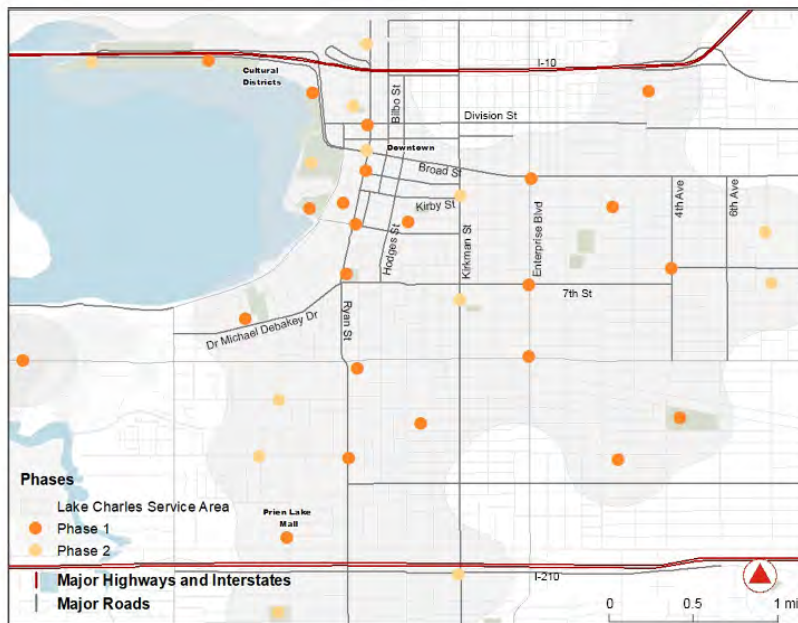 I-10
Cultural
Districts
Bilbo St
Division St
Downtown
Broad St
Kirby St
Hodges St
Kirkman St
Enterprise Blvd
4th Ave
6th Ave
7th St
Ryan St
Dr Michael Debakey Dr
Phases
Lake Charles Service Area
Phase 1
Phase 2
Prien Lake
Mall
Major Highways and Interstates
Major Roads
I-210
0 0.5 1 mi